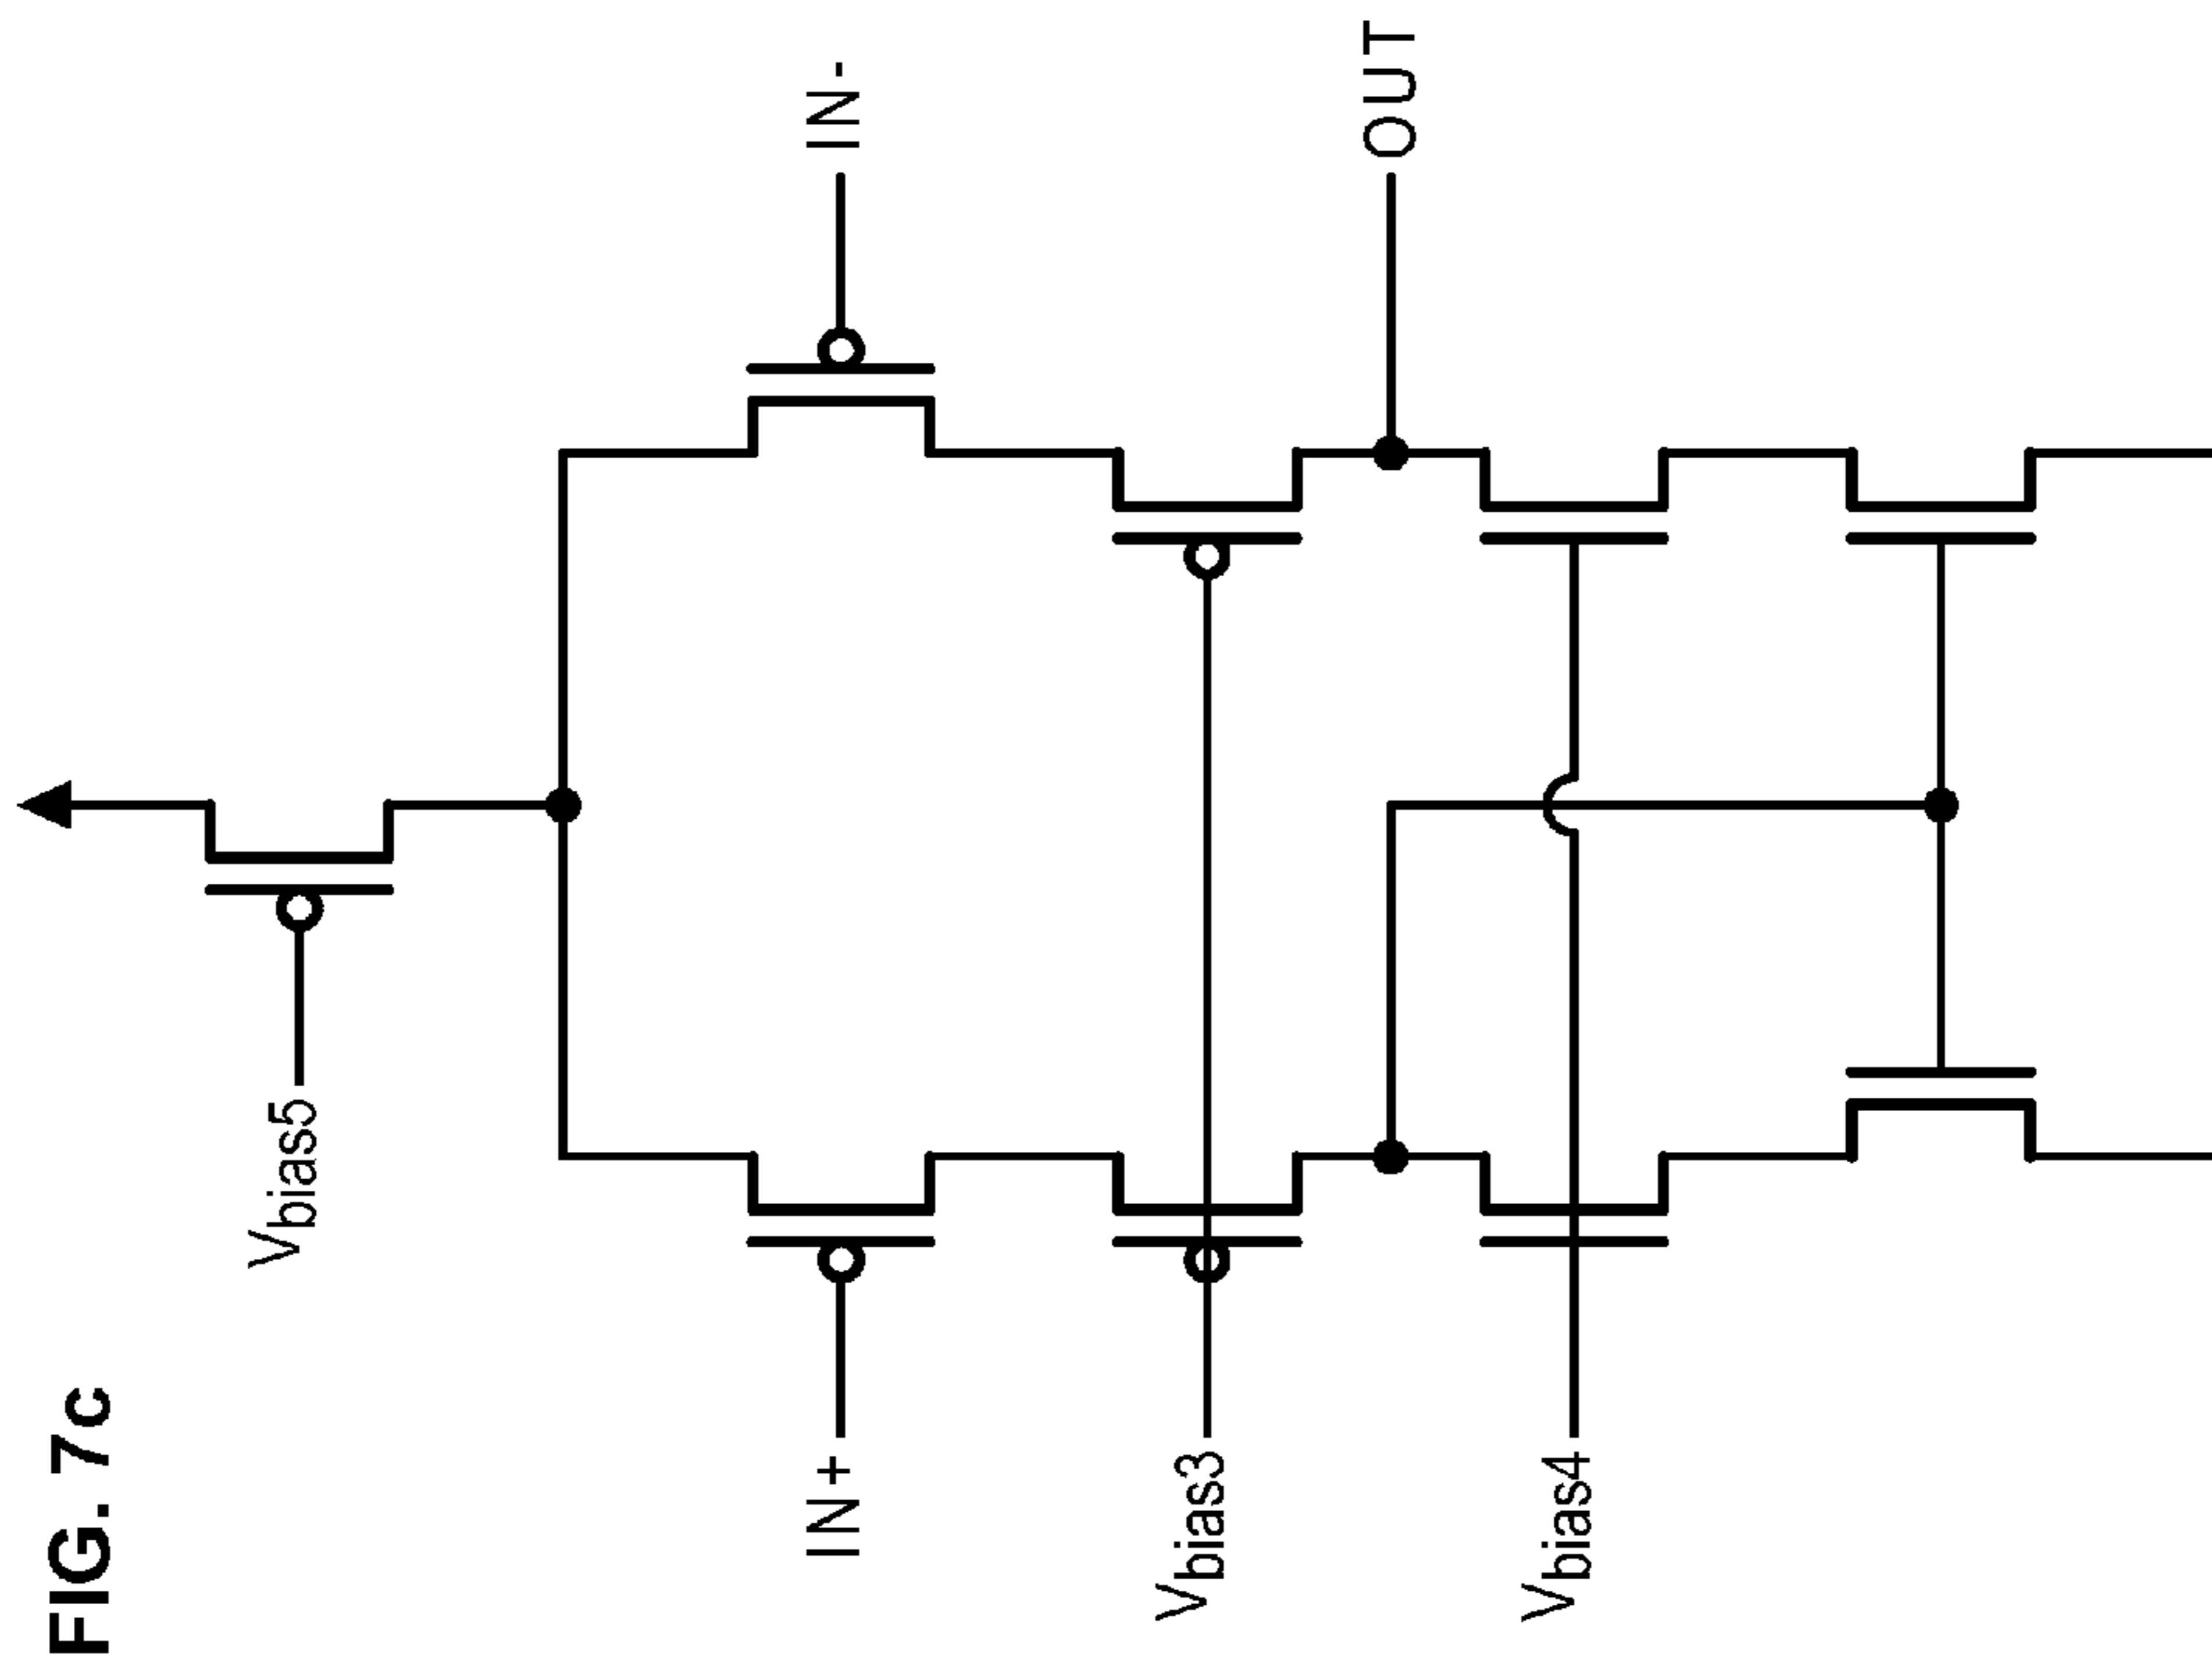 FIG. 7c
Vbias5
IN+
IN-
Vbias3
OUT
Vbias4